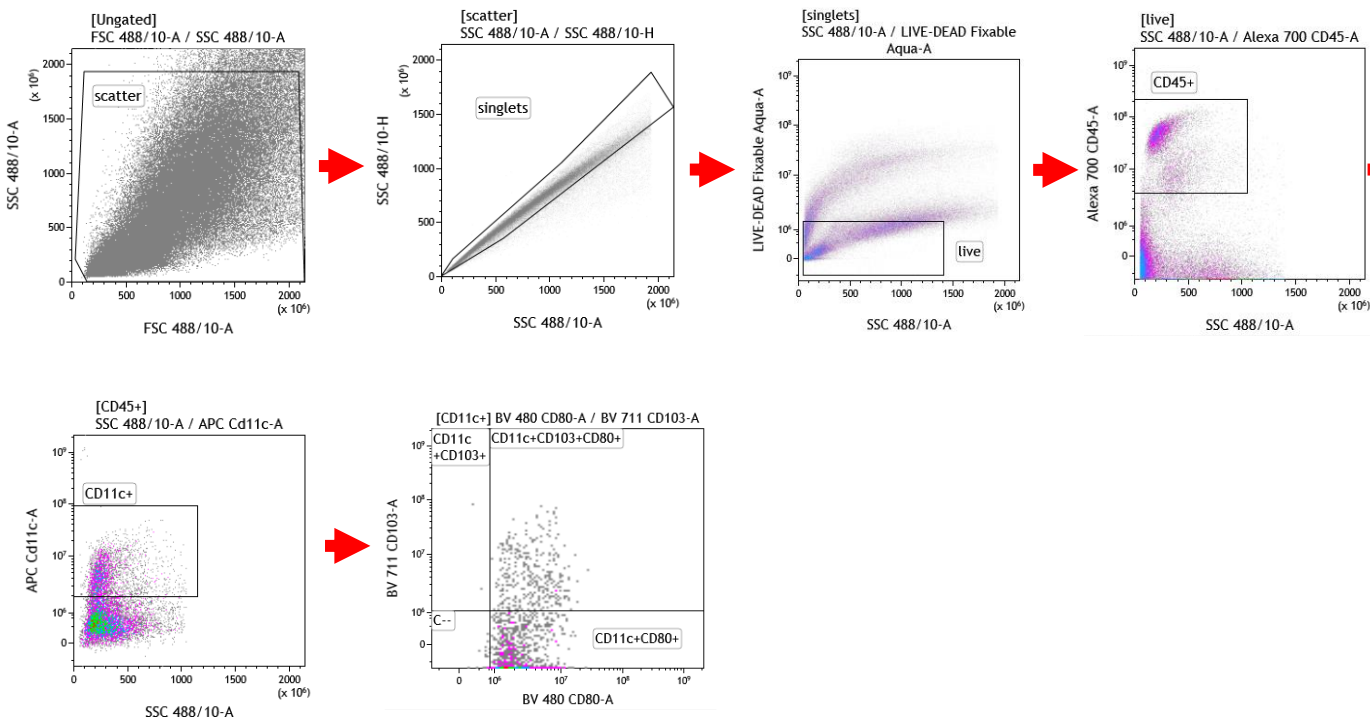 [Ungated]
FSC 488/10-A / SSC 488/10-A
scatter
SSC 488/10-A
(x 10⁶)
2000
1500
1000
500
0
0
500
1000
1500
2000
(x 10⁶)
FSC 488/10-A
[scatter]
SSC 488/10-A / SSC 488/10-H
singlets
SSC 488/10-H
(x 10⁶)
2000
1500
1000
500
0
0
500
1000
1500
2000
(x 10⁶)
SSC 488/10-A
[singlets]
SSC 488/10-A / LIVE-DEAD Fixable
Aqua-A
live
LIVE-DEAD Fixable Aqua-A
10⁹
10⁸
10⁷
10⁶
0
0
500
1000
1500
2000
(x 10⁶)
SSC 488/10-A
[live]
SSC 488/10-A / Alexa 700 CD45-A
CD45+
Alexa 700 CD45-A
10⁹
10⁸
10⁷
10⁶
0
0
500
1000
1500
2000
(x 10⁶)
SSC 488/10-A
[CD45+]
SSC 488/10-A / APC Cd11c-A
CD11c+
APC Cd11c-A
10⁹
10⁸
10⁷
10⁶
0
0
500
1000
1500
2000
(x 10⁶)
SSC 488/10-A
[CD11c+] BV 480 CD80-A / BV 711 CD103-A
CD11c
+CD103+
CD11c+CD103+CD80+
C--
CD11c+CD80+
BV 711 CD103-A
10⁹
10⁸
10⁷
10⁶
0
0
10⁶
10⁷
10⁸
10⁹
BV 480 CD80-A